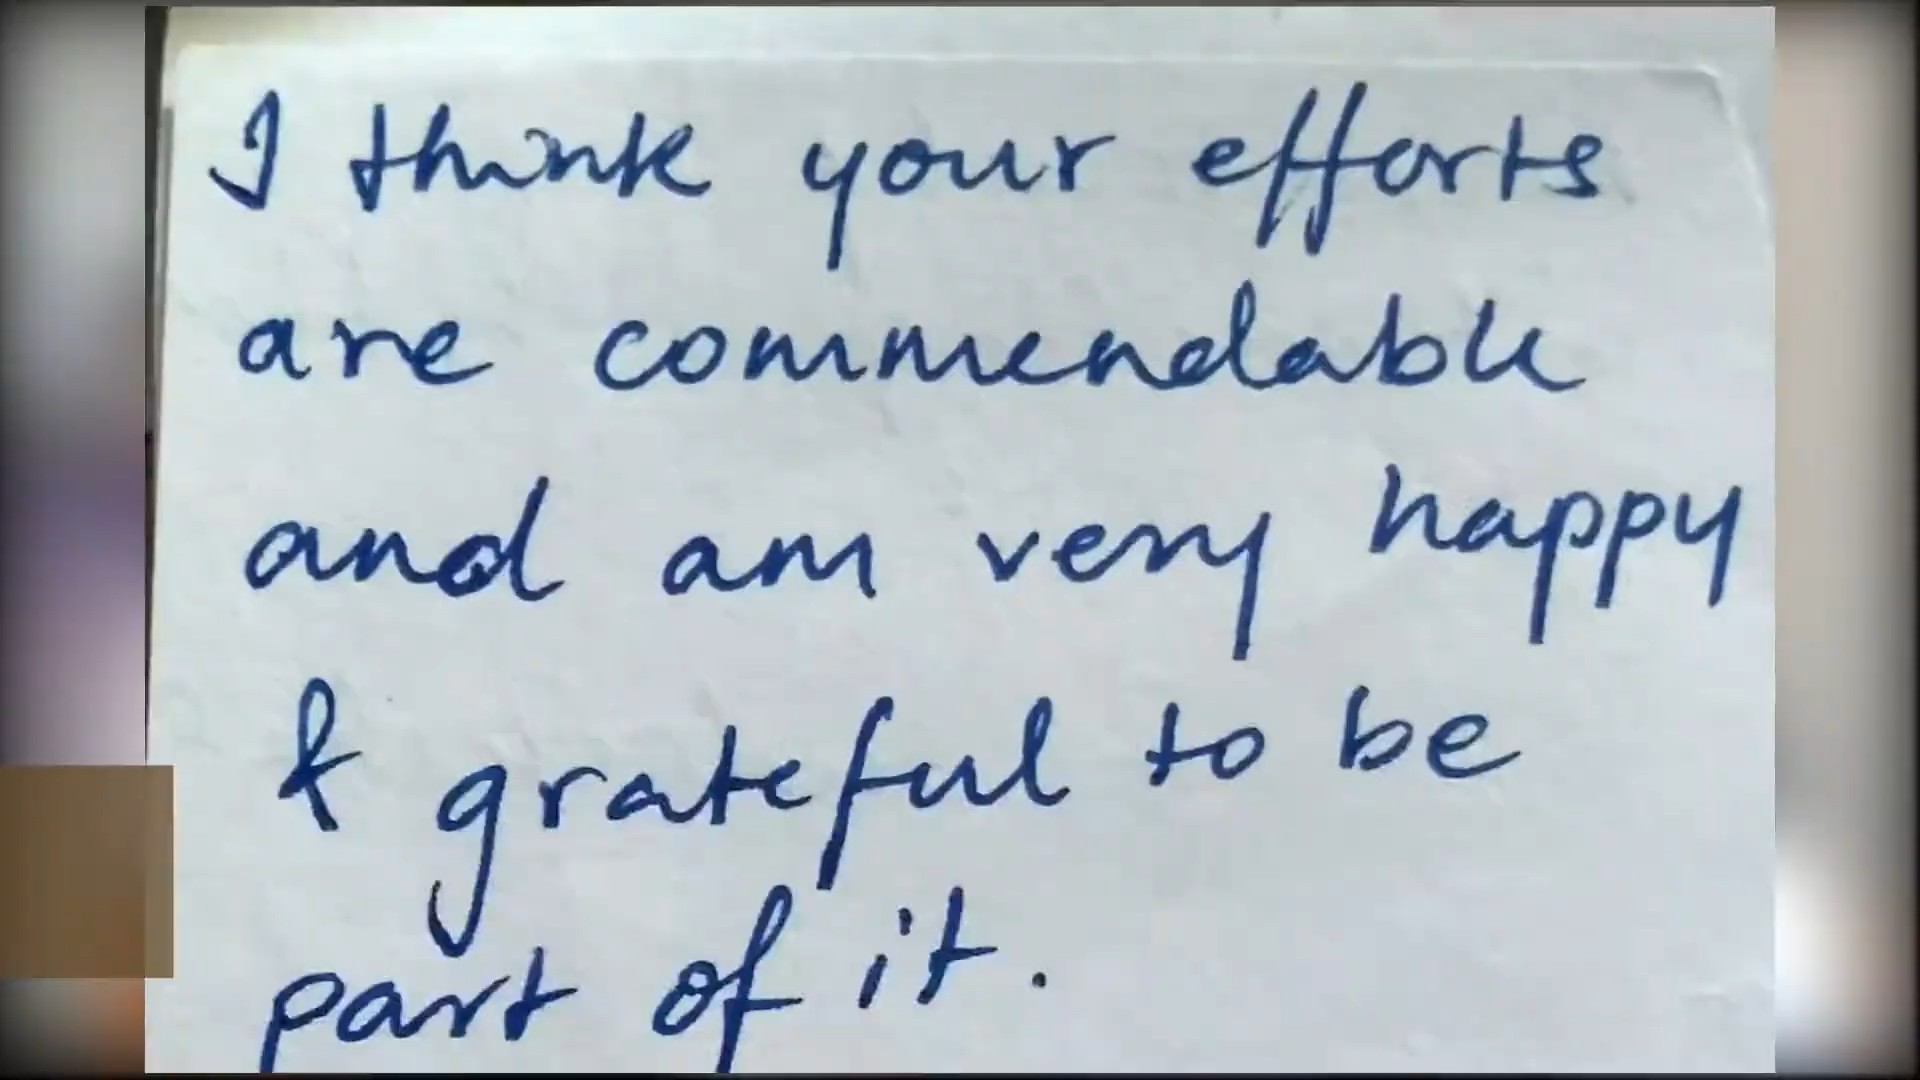 I think your efforts
are commendable
and am very happy
& grateful to be
part of it.